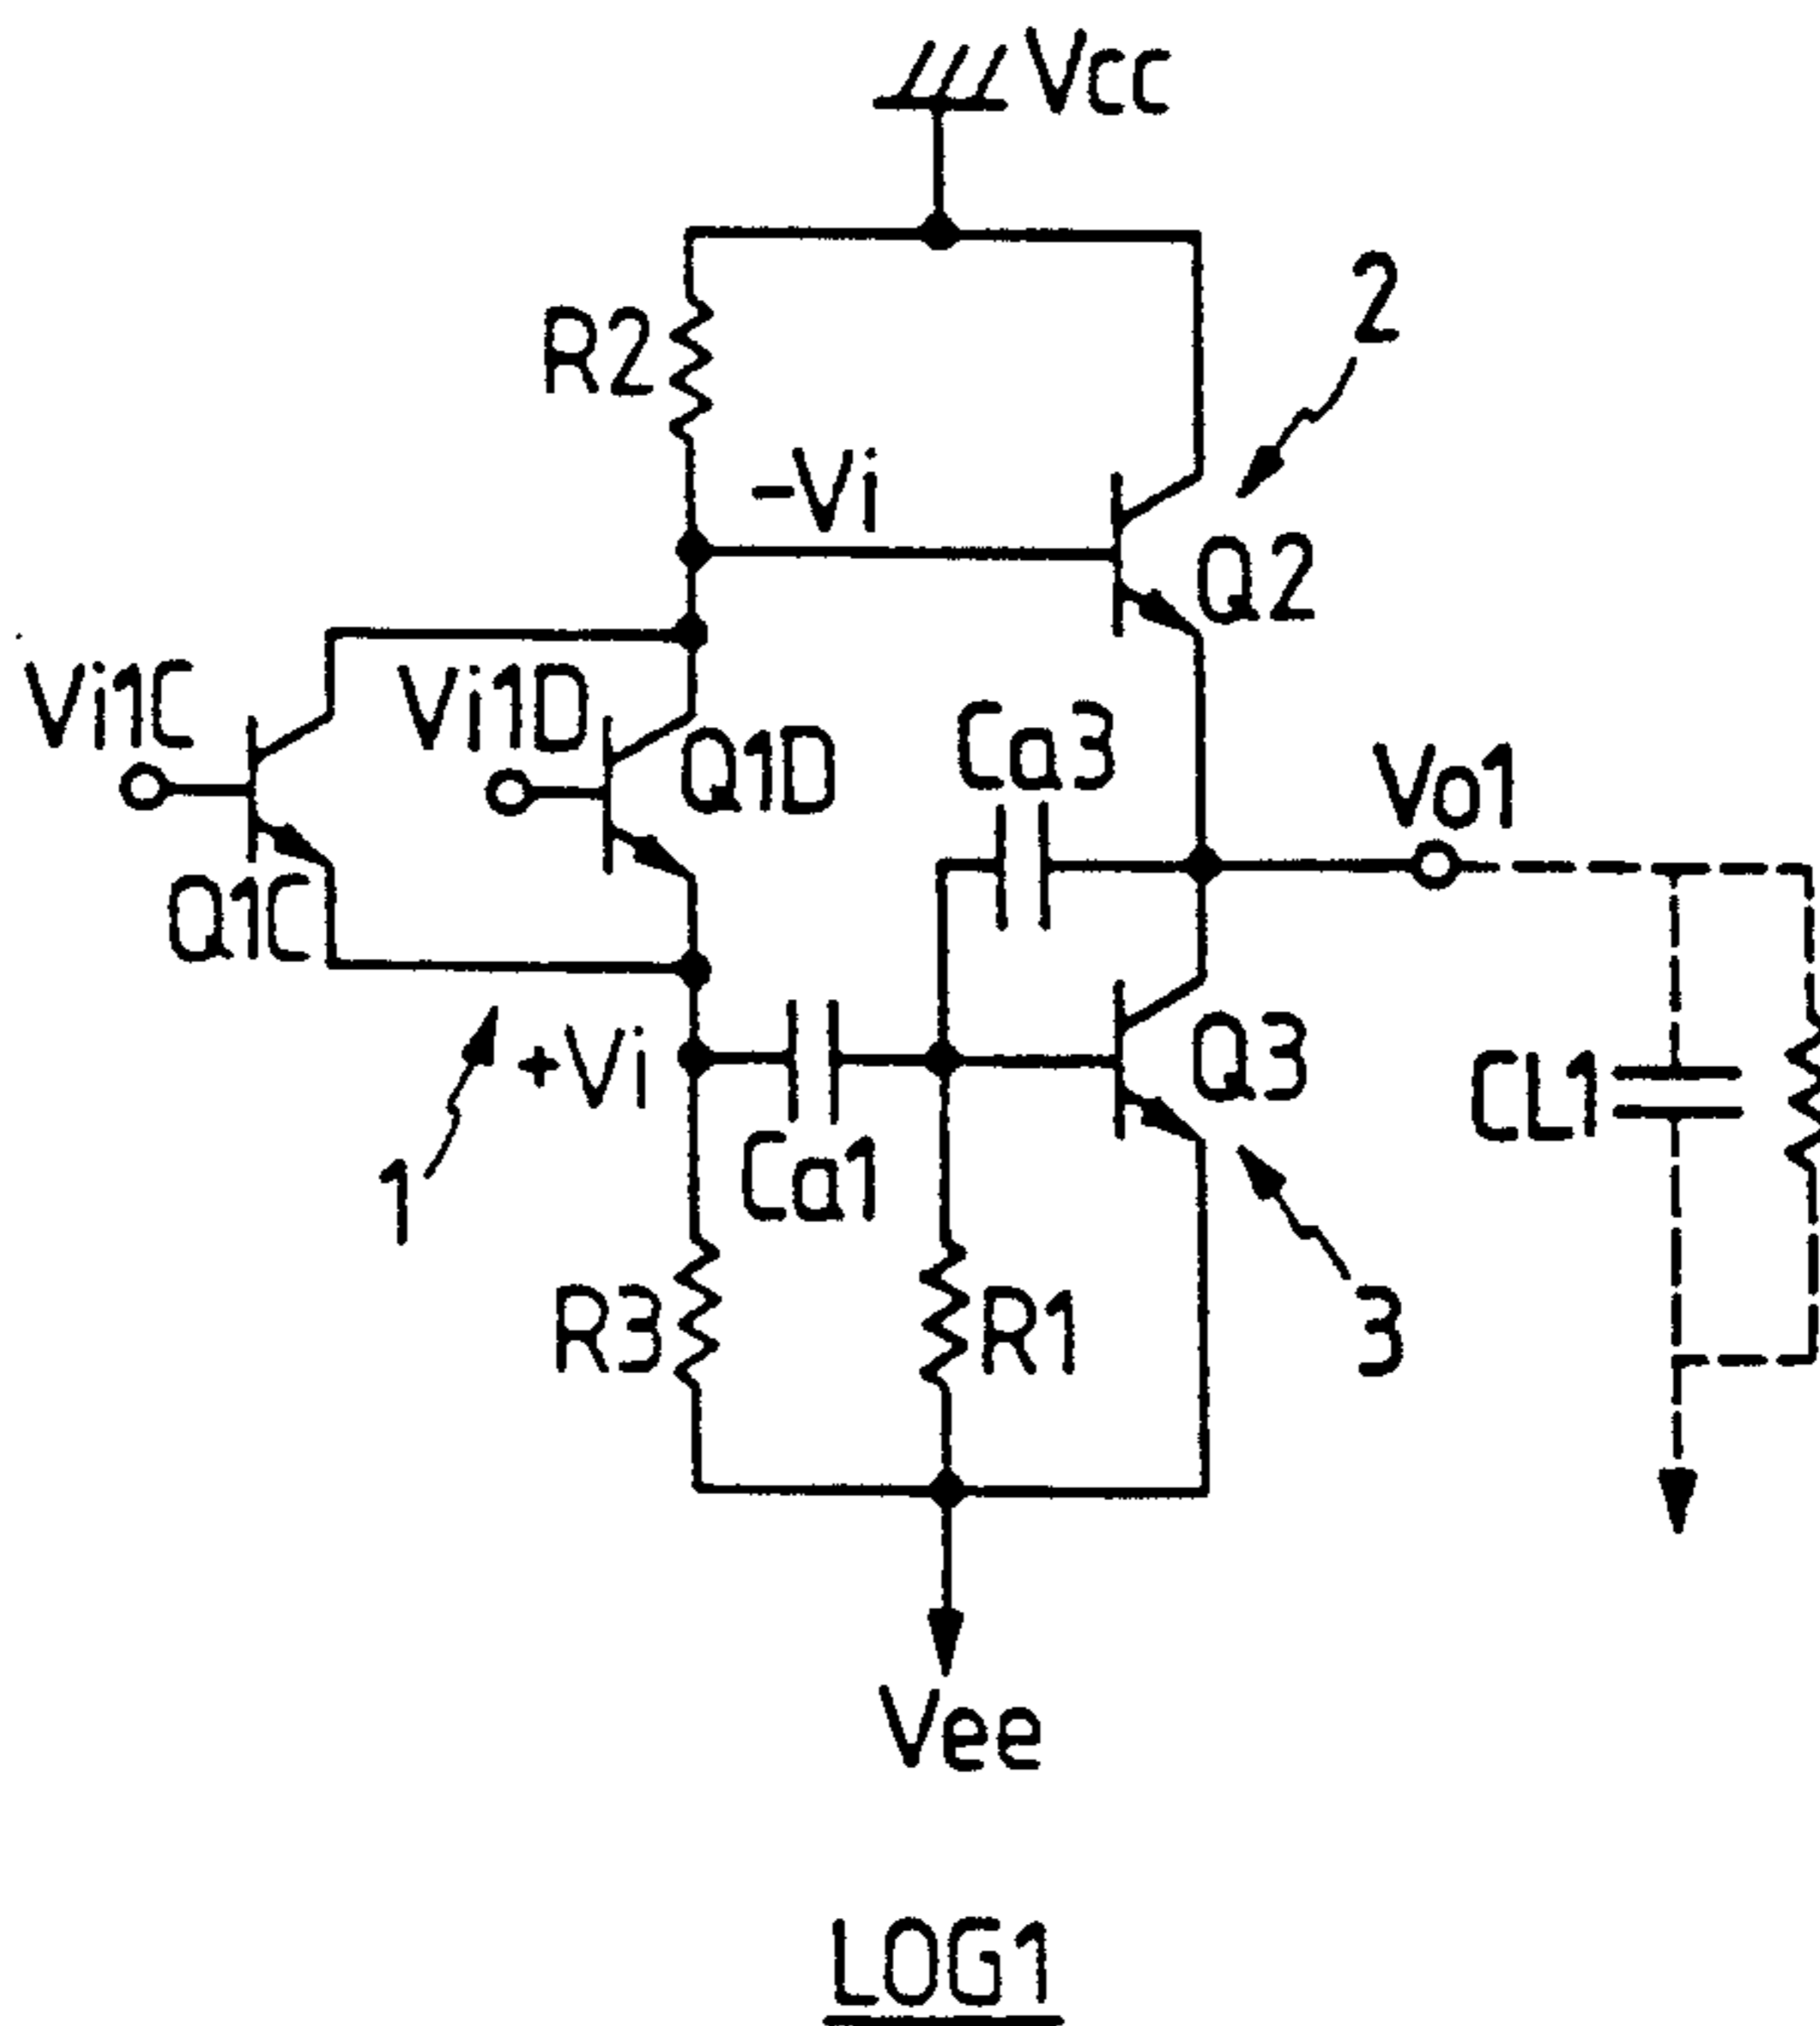 Vcc
2
R2
-Vi
Q2
Vi1C
Vi1D
Q1D
Ca3
Vo1
Q1C
+Vi
Q3
CL1
1
Ca1
R3
R1
3
Vee
LOG1